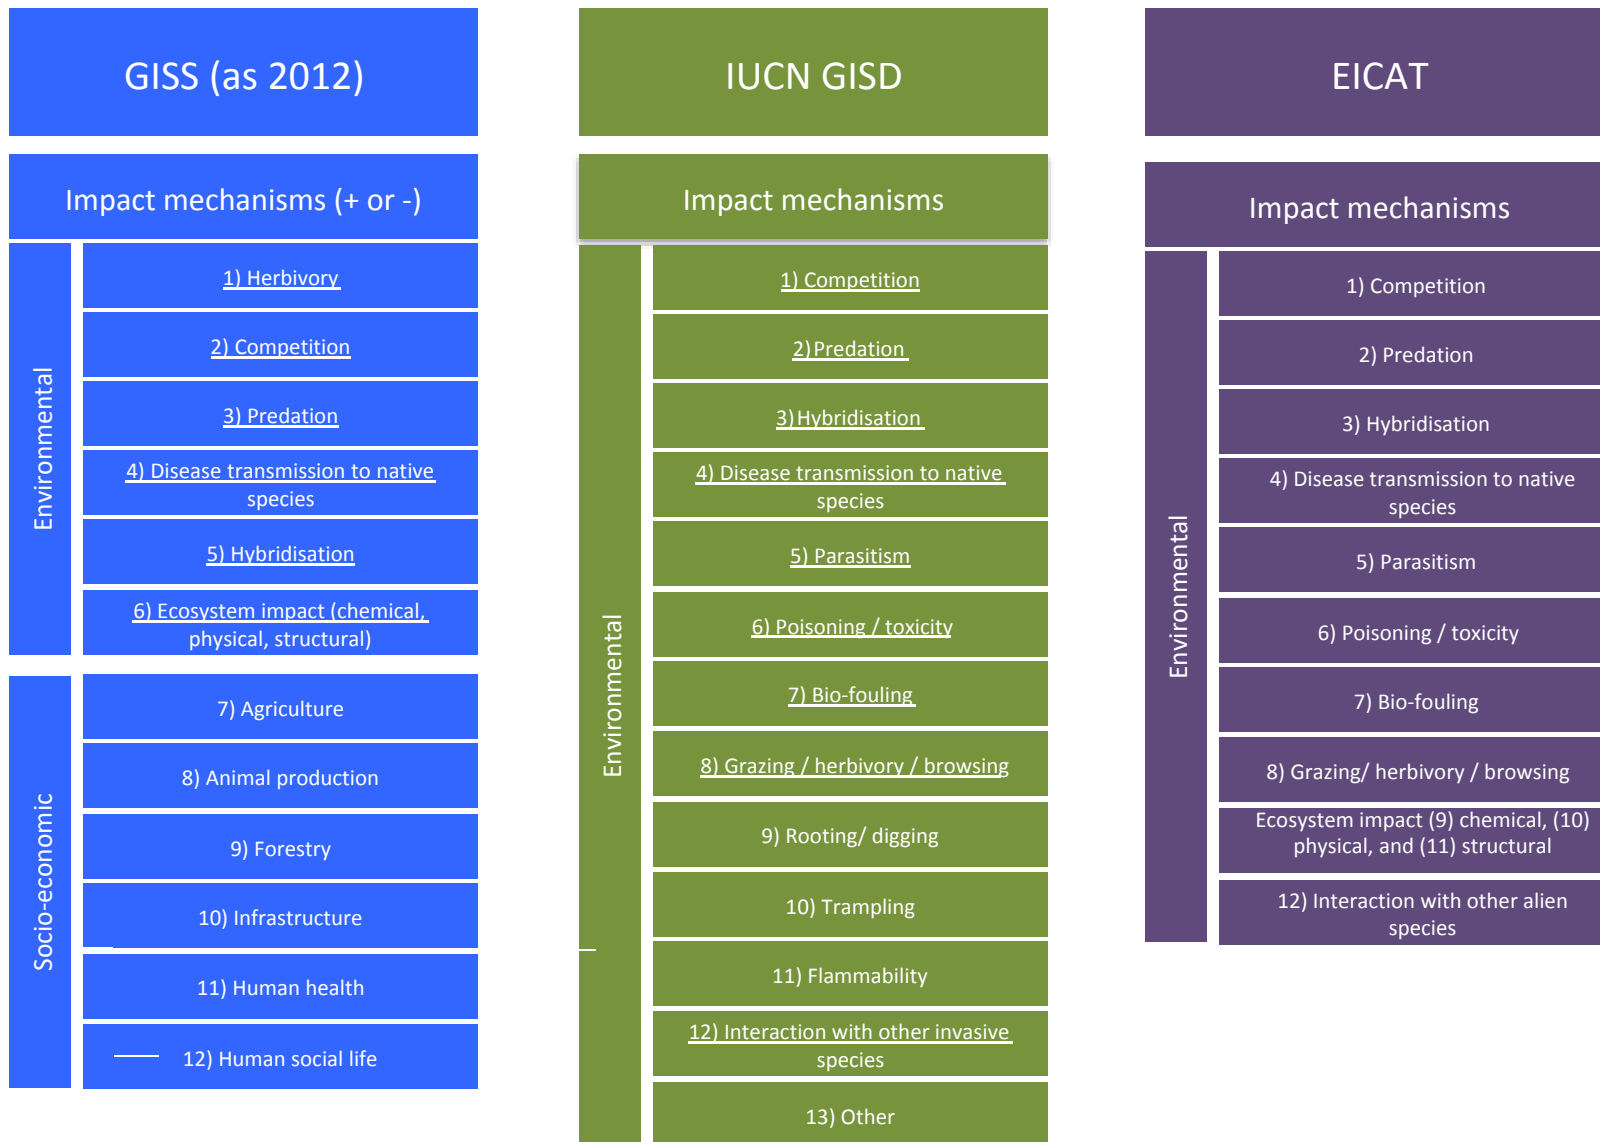 GISS (as 2012)
Impact mechanisms (+ or -)
Environmental
1) Herbivory
2) Competition
3) Predation
4) Disease transmission to native
species
5) Hybridisation
6) Ecosystem impact (chemical,
physical, structural)
Socio-economic
7) Agriculture
8) Animal production
9) Forestry
10) Infrastructure
11) Human health
12) Human social life
IUCN GISD
Impact mechanisms
Environmental
1) Competition
2) Predation
3) Hybridisation
4) Disease transmission to native
species
5) Parasitism
6) Poisoning / toxicity
7) Bio-fouling
8) Grazing / herbivory / browsing
9) Rooting/ digging
10) Trampling
11) Flammability
12) Interaction with other invasive
species
13) Other
EICAT
Impact mechanisms
Environmental
1) Competition
2) Predation
3) Hybridisation
4) Disease transmission to native
species
5) Parasitism
6) Poisoning / toxicity
7) Bio-fouling
8) Grazing/ herbivory / browsing
Ecosystem impact (9) chemical, (10)
physical, and (11) structural
12) Interaction with other alien
species